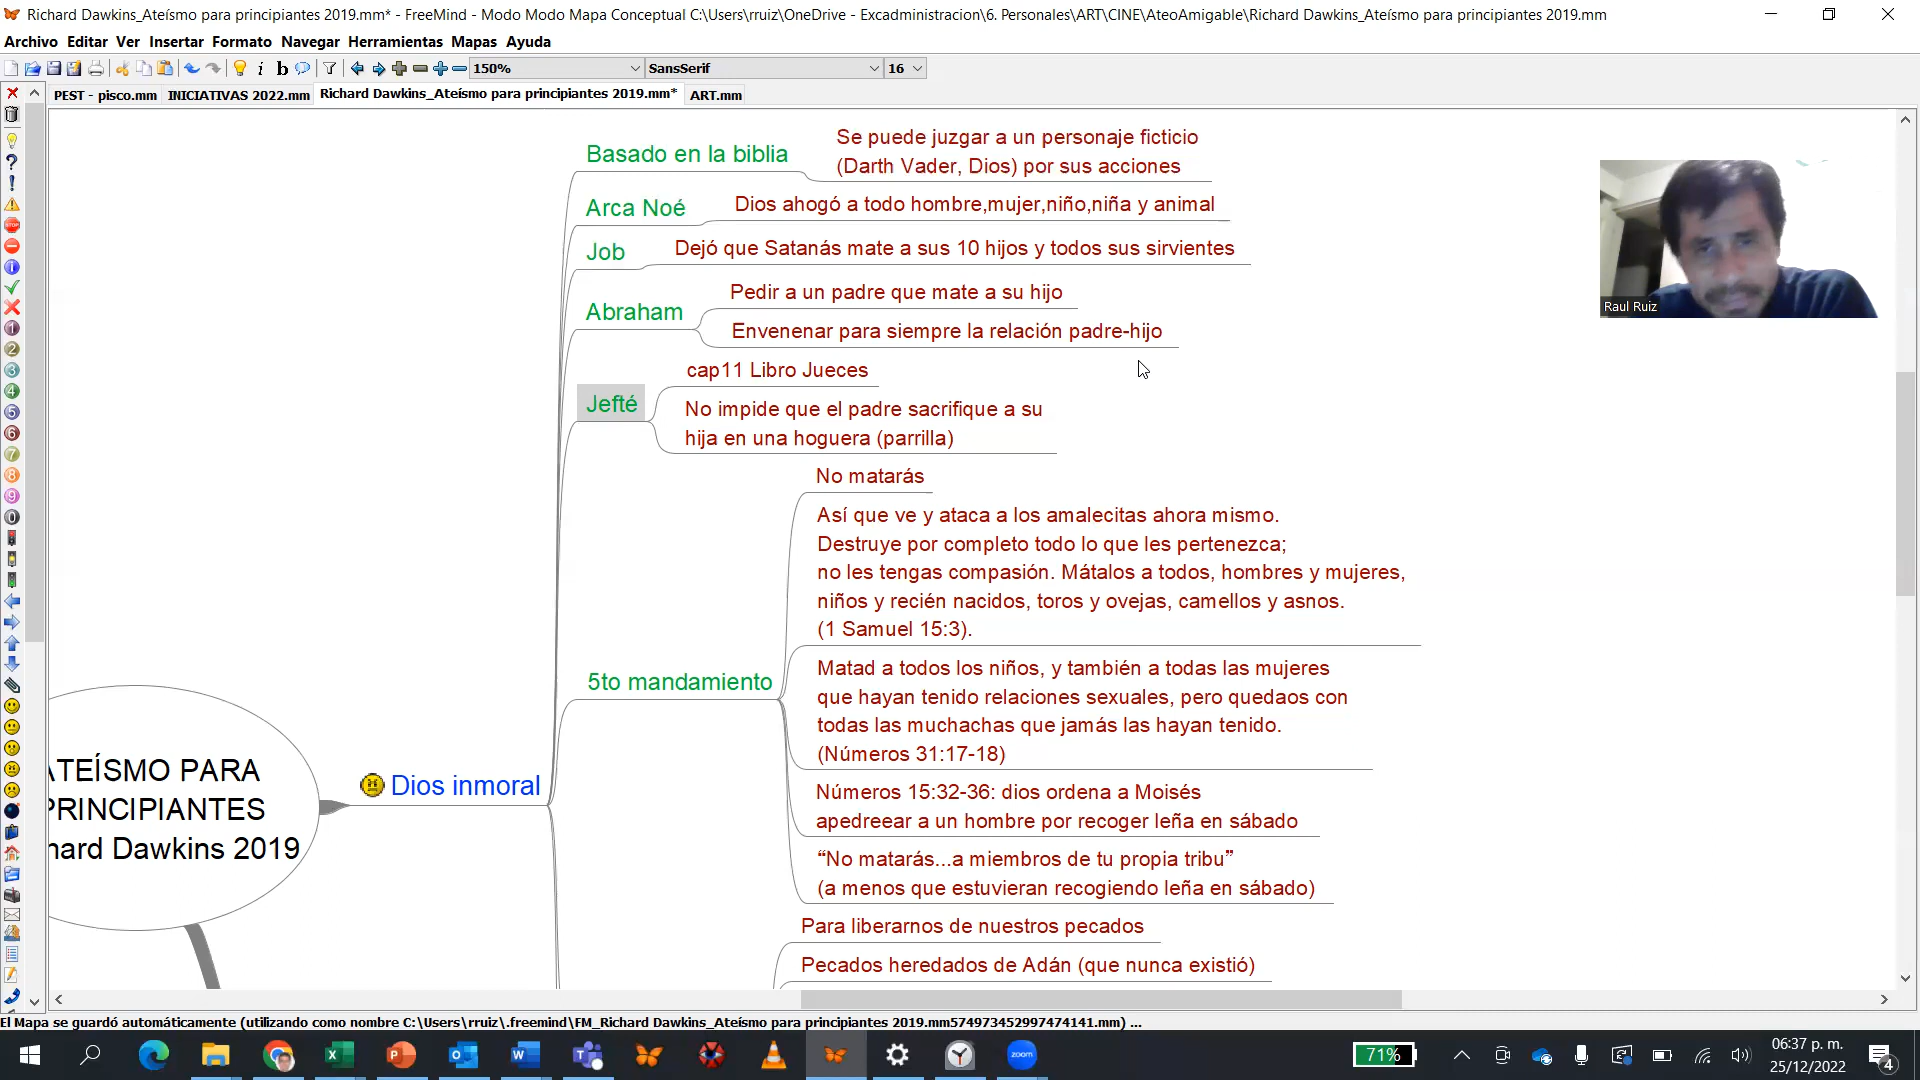 Richard Dawkins_Ateísmo para principiantes 2019.mm* - FreeMind - Modo Modo Mapa Conceptual C:\Users\rruiz\OneDrive - Excadministracion\6. Personales\ART\CINE\AteoAmigable\Richard Dawkins_Ateísmo para principiantes 2019.mm
Archivo Editar Ver Insertar Formato Navegar Herramientas Mapas Ayuda
150% SansSerif 16
PEST - pisco.mm INICIATIVAS 2022.mm Richard Dawkins_Ateísmo para principiantes 2019.mm* ART.mm
Basado en la biblia
Se puede juzgar a un personaje ficticio
(Darth Vader, Dios) por sus acciones
Arca Noé
Dios ahogó a todo hombre,mujer,niño,niña y animal
Job
Dejó que Satanás mate a sus 10 hijos y todos sus sirvientes
Abraham
Pedir a un padre que mate a su hijo
Envenenar para siempre la relación padre-hijo
Jefté
cap11 Libro Jueces
No impide que el padre sacrifique a su
hija en una hoguera (parrilla)
5to mandamiento
No matarás
Así que ve y ataca a los amalecitas ahora mismo.
Destruye por completo todo lo que les pertenezca;
no les tengas compasión. Mátalos a todos, hombres y mujeres,
niños y recién nacidos, toros y ovejas, camellos y asnos.
(1 Samuel 15:3).
Matad a todos los niños, y también a todas las mujeres
que hayan tenido relaciones sexuales, pero quedaos con
todas las muchachas que jamás las hayan tenido.
(Números 31:17-18)
Números 15:32-36: dios ordena a Moisés
apedreear a un hombre por recoger leña en sábado
“No matarás...a miembros de tu propia tribu”
(a menos que estuvieran recogiendo leña en sábado)
Para liberarnos de nuestros pecados
Pecados heredados de Adán (que nunca existió)
Dios inmoral
ATEÍSMO PARA
PRINCIPIANTES
hard Dawkins 2019
Raul Ruiz
El Mapa se guardó automáticamente (utilizando como nombre C:\Users\rruiz\.freemind\FM_Richard Dawkins_Ateísmo para principiantes 2019.mm574973452997474141.mm) ...
zoom
71%
06:37 p. m.
25/12/2022
4